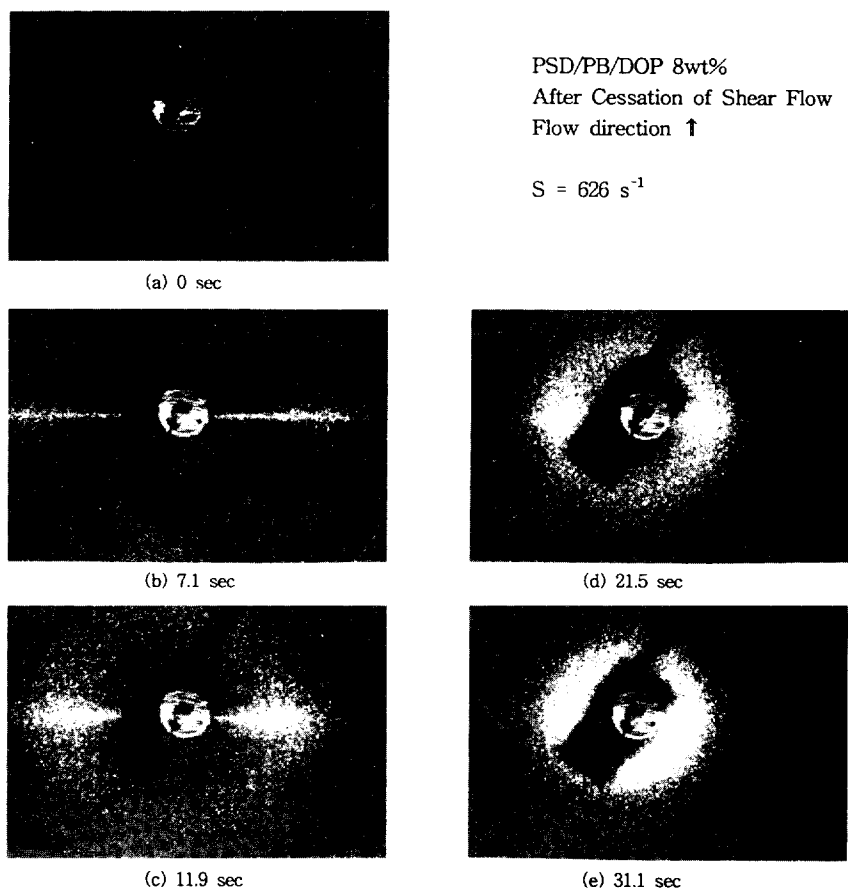 PSD/PB/DOP 8wt%
After Cessation of Shear Flow
Flow direction ↑
S = 626 s⁻¹
(a) 0 sec
(b) 7.1 sec
(d) 21.5 sec
(c) 11.9 sec
(e) 31.1 sec